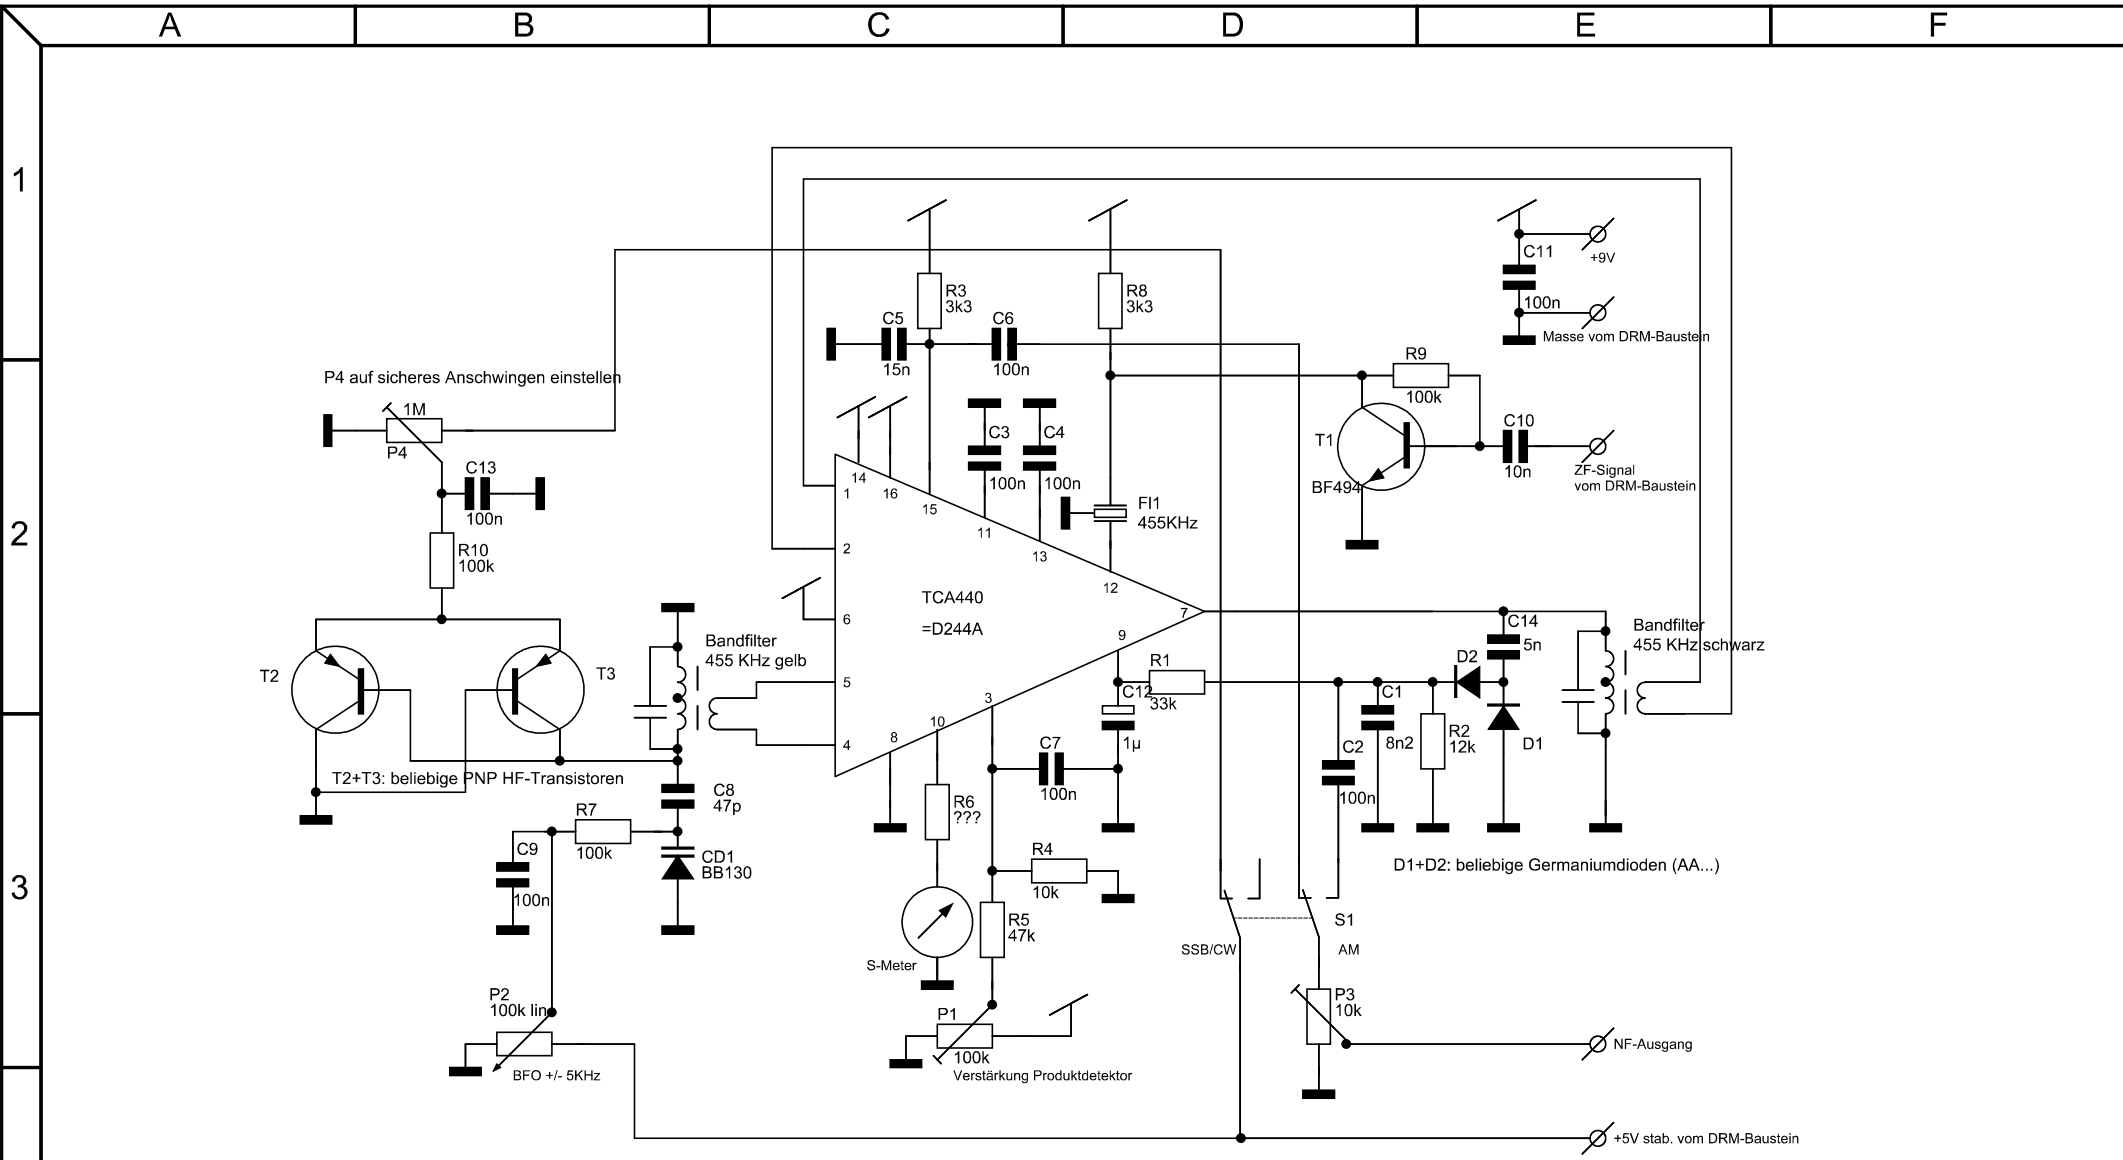 A B C D E F
1
C11
+9V
R3
3k3
R8
3k3
100n
C5
C6
Masse vom DRM-Baustein
15n
100n
R9
P4 auf sicheres Anschwingen einstellen
100k
1M
P4
C3
C4
C10
T1
10n
C13
ZF-Signal
vom DRM-Baustein
14
16
100n
100n
BF494
1
15
FI1
455KHz
100n
2
11
13
R10
100k
2
12
TCA440
=D244A
6
7
9
C14
5n
Bandfilter
455 KHz schwarz
Bandfilter
455 KHz gelb
T2
T3
R1
D2
5
C12
33k
C1
3
10
8
4
1µ
8n2
R2
12k
D1
C7
C2
T2+T3: beliebige PNP HF-Transistoren
100n
100n
C8
47p
R6
???
R7
100k
C9
CD1
BB130
R4
10k
D1+D2: beliebige Germaniumdioden (AA...)
3
100n
R5
47k
S1
SSB/CW
AM
S-Meter
P2
100k lin
P3
10k
P1
100k
NF-Ausgang
BFO +/- 5KHz
Verstärkung Produktdetektor
+5V stab. vom DRM-Baustein